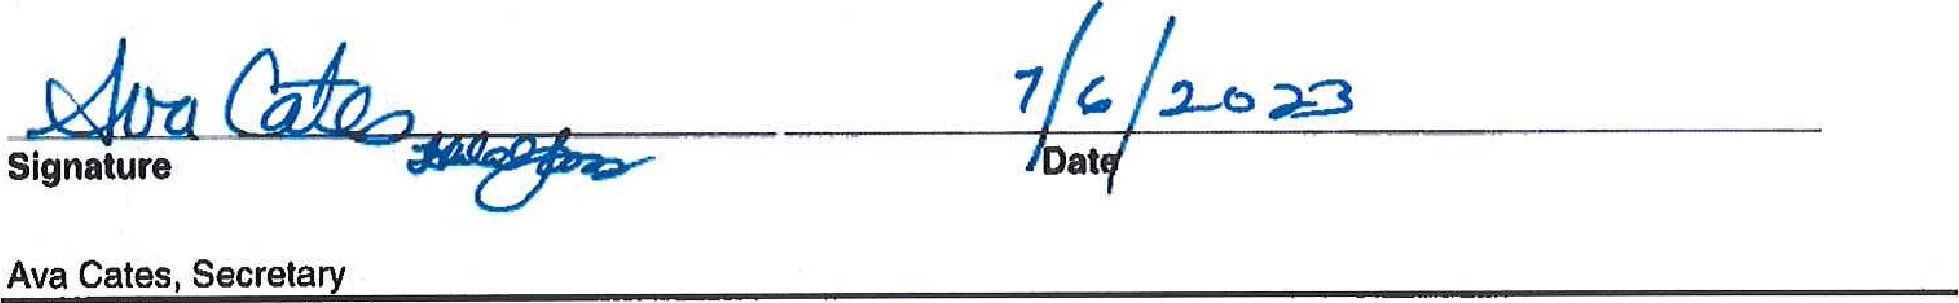 Ava Cates 7/6/2023
Signature Date
Ava Cates, Secretary